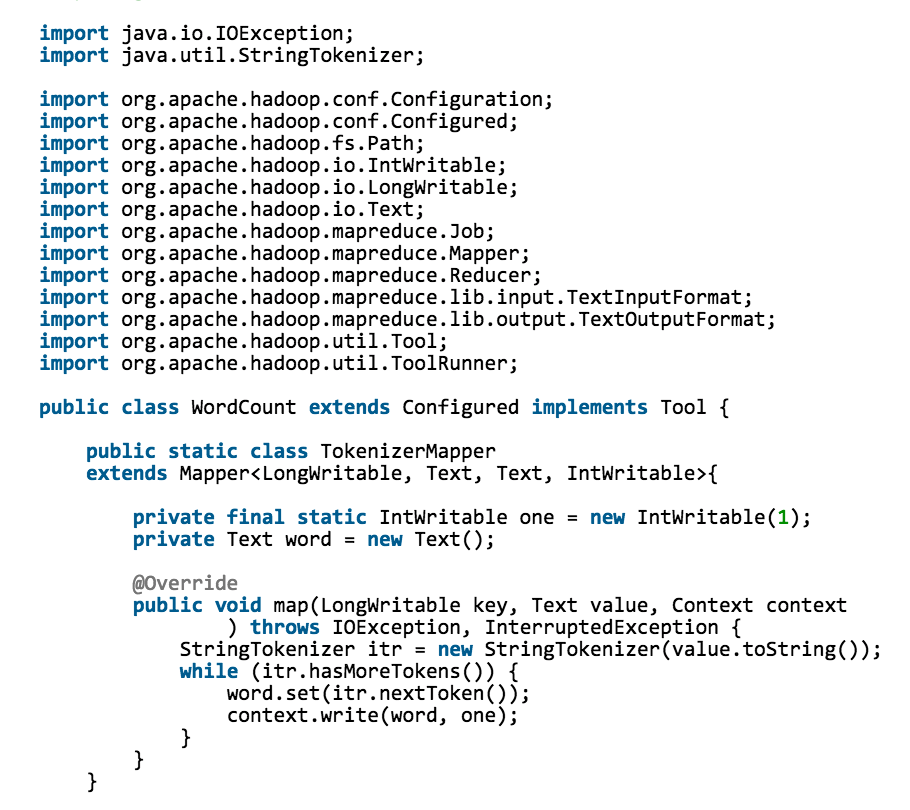 import java.io.IOException;
import java.util.StringTokenizer;
import org.apache.hadoop.conf.Configuration;
import org.apache.hadoop.conf.Configured;
import org.apache.hadoop.fs.Path;
import org.apache.hadoop.io.IntWritable;
import org.apache.hadoop.io.LongWritable;
import org.apache.hadoop.io.Text;
import org.apache.hadoop.mapreduce.Job;
import org.apache.hadoop.mapreduce.Mapper;
import org.apache.hadoop.mapreduce.Reducer;
import org.apache.hadoop.mapreduce.lib.input.TextInputFormat;
import org.apache.hadoop.mapreduce.lib.output.TextOutputFormat;
import org.apache.hadoop.util.Tool;
import org.apache.hadoop.util.ToolRunner;
public class WordCount extends Configured implements Tool {
public static class TokenizerMapper
extends Mapper<LongWritable, Text, Text, IntWritable>{
private final static IntWritable one = new IntWritable(1);
private Text word = new Text();
@Override
public void map(LongWritable key, Text value, Context context
) throws IOException, InterruptedException {
StringTokenizer itr = new StringTokenizer(value.toString());
while (itr.hasMoreTokens()) {
word.set(itr.nextToken());
context.write(word, one);
}
}
}